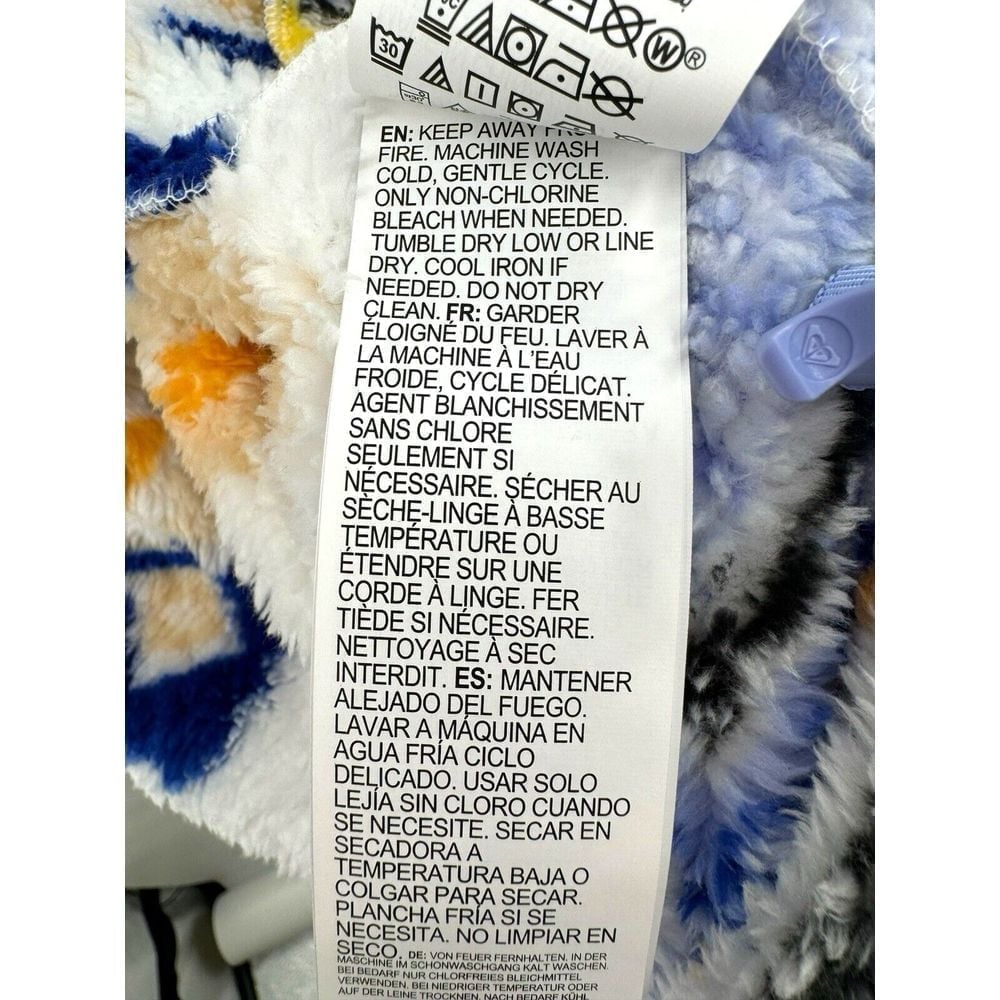 W®
30
EN: KEEP AWAY
FIRE. MACHINE WASH
COLD, GENTLE CYCLE.
ONLY NON-CHLORINE
BLEACH WHEN NEEDED.
TUMBLE DRY LOW OR LINE
DRY. COOL IRON IF
NEEDED. DO NOT DRY
CLEAN. FR: GARDER
ÉLOIGNÉ DU FEU. LAVER À
LA MACHINE À L'EAU
FROIDE, CYCLE DÉLICAT.
AGENT BLANCHISSEMENT
SANS CHLORE
SEULEMENT SI
NÉCESSAIRE. SÉCHER AU
SÈCHE-LINGE À BASSE
TEMPÉRATURE OU
ÉTENDRE SUR UNE
CORDE À LINGE. FER
TIÈDE SI NÉCESSAIRE.
NETTOYAGE À SEC
INTERDIT. ES: MANTENER
ALEJADO DEL FUEGO.
LAVAR A MÁQUINA EN
AGUA FRÍA CICLO
DELICADO. USAR SOLO
LEJÍA SIN CLORO CUANDO
SE NECESITE. SECAR EN
SECADORA A
TEMPERATURA BAJA O
COLGAR PARA SECAR.
PLANCHA FRÍA SI SE
NECESITA. NO LIMPIAR EN
SECO. DE: VON FEUER FERNHALTEN. IN DER
MASCHINE IM SCHONWASCHGANG KALT WASCHEN.
BEI BEDARF NUR CHLORFREIES BLEICHMITTEL
VERWENDEN. BEI NIEDRIGER TEMPERATUR ODER
AUF DER LEINE TROCKNEN. NACH BEDARF KÜHL